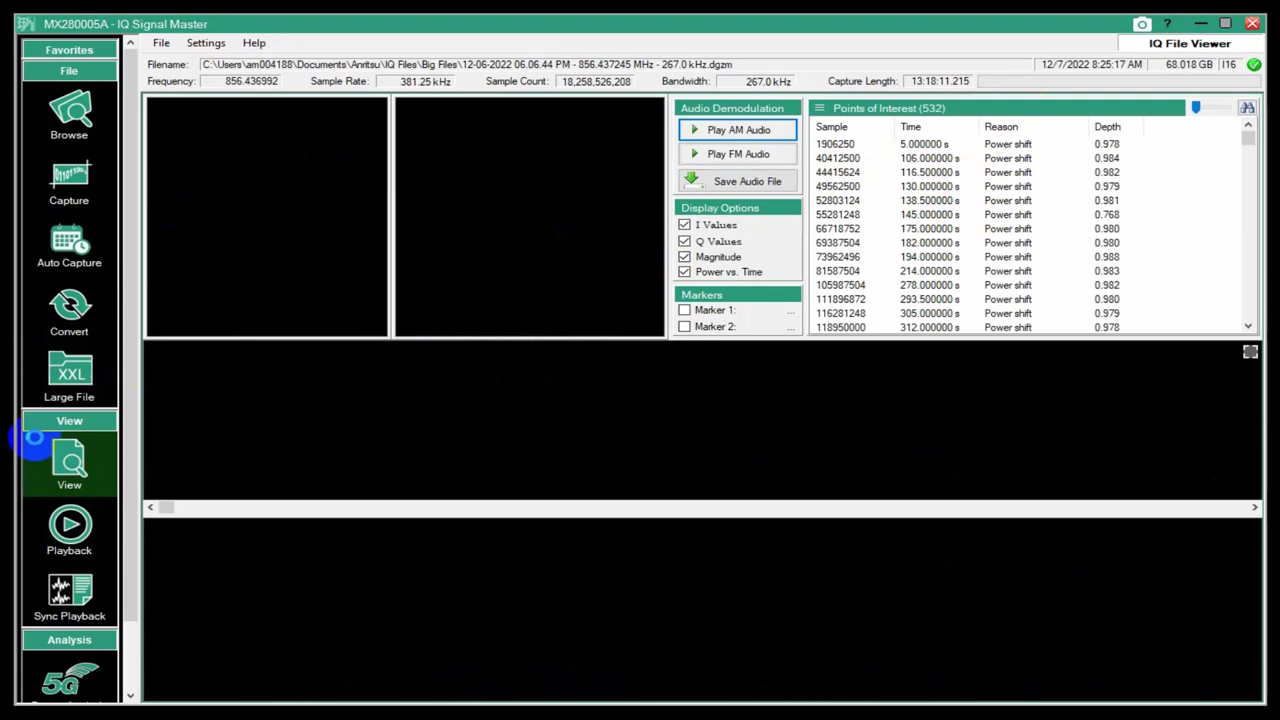 MX280005A - IQ Signal Master
?
Favorites
File
Browse
0110110010
Capture
Auto Capture
Convert
XXL
Large File
View
View
Playback
Sync Playback
Analysis
5G
File Settings Help
IQ File Viewer
Filename: C:\Users\am004188\Documents\Anritsu\IQ Files\Big Files\12-06-2022 06.06.44 PM - 856.437245 MHz - 267.0 kHz.dgzm
12/7/2022 8:25:17 AM 68.018 GB I16
Frequency: 856.436992 Sample Rate: 381.25 kHz Sample Count: 18,258,526,208 Bandwidth: 267.0 kHz Capture Length: 13:18:11.215
Audio Demodulation
Play AM Audio
Play FM Audio
Save Audio File
Display Options
I Values
Q Values
Magnitude
Power vs. Time
Markers
Marker 1: ...
Marker 2: ...
Points of Interest (532)
Sample Time Reason Depth
1906250 5.000000 s Power shift 0.978
40412500 106.000000 s Power shift 0.984
44415624 116.500000 s Power shift 0.982
49562500 130.000000 s Power shift 0.979
52803124 138.500000 s Power shift 0.981
55281248 145.000000 s Power shift 0.768
66718752 175.000000 s Power shift 0.980
69387504 182.000000 s Power shift 0.980
73962496 194.000000 s Power shift 0.988
81587504 214.000000 s Power shift 0.983
105987504 278.000000 s Power shift 0.982
111896872 293.500000 s Power shift 0.980
116281248 305.000000 s Power shift 0.979
118950000 312.000000 s Power shift 0.978